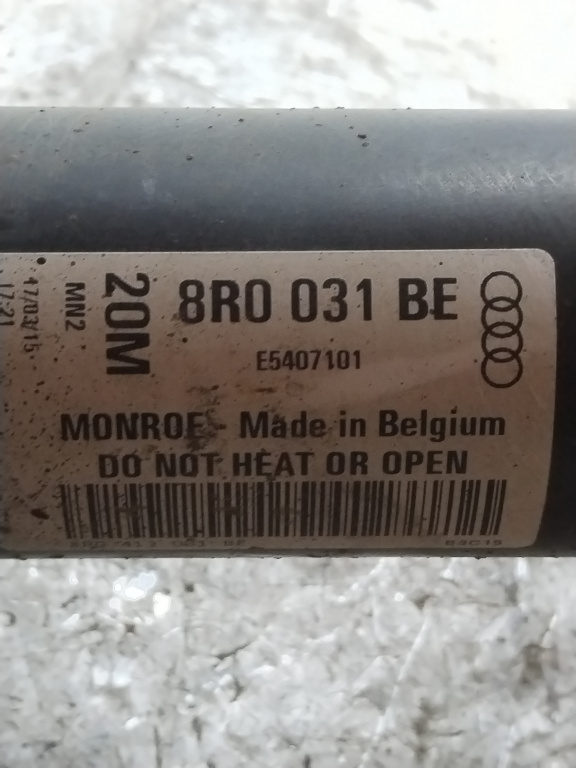 8R0 031 BE
E5407101
MONROE - Made in Belgium
DO NOT HEAT OR OPEN
20M
MN2
17/03/15
17:21